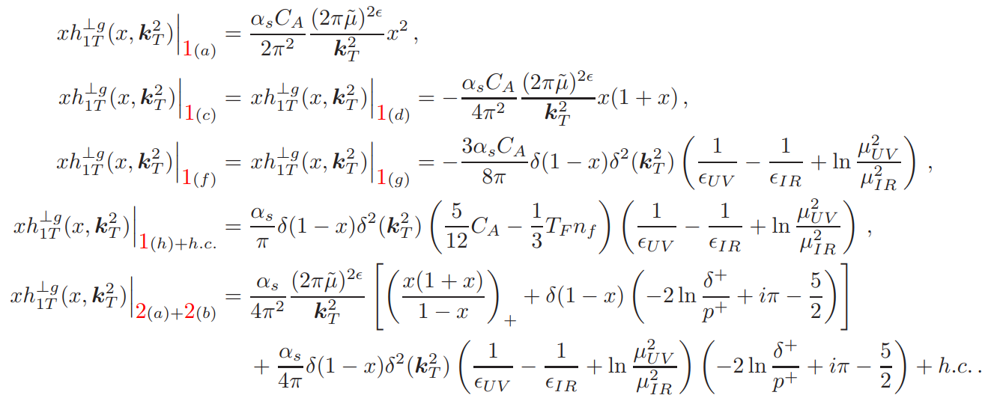 $xh_{1T}^{\perp g}(x, \boldsymbol{k}_T^2)\Big|_{1(a)} = \frac{\alpha_s C_A}{2\pi^2} \frac{(2\pi\tilde{\mu})^{2\epsilon}}{\boldsymbol{k}_T^2} x^2 \,,$
$xh_{1T}^{\perp g}(x, \boldsymbol{k}_T^2)\Big|_{1(c)} = xh_{1T}^{\perp g}(x, \boldsymbol{k}_T^2)\Big|_{1(d)} = -\frac{\alpha_s C_A}{4\pi^2} \frac{(2\pi\tilde{\mu})^{2\epsilon}}{\boldsymbol{k}_T^2} x(1+x) \,,$
$xh_{1T}^{\perp g}(x, \boldsymbol{k}_T^2)\Big|_{1(f)} = xh_{1T}^{\perp g}(x, \boldsymbol{k}_T^2)\Big|_{1(g)} = -\frac{3\alpha_s C_A}{8\pi} \delta(1-x)\delta^2(\boldsymbol{k}_T^2) \left( \frac{1}{\epsilon_{UV}} - \frac{1}{\epsilon_{IR}} + \ln \frac{\mu_{UV}^2}{\mu_{IR}^2} \right) \,,$
$xh_{1T}^{\perp g}(x, \boldsymbol{k}_T^2)\Big|_{1(h)+h.c.} = \frac{\alpha_s}{\pi} \delta(1-x)\delta^2(\boldsymbol{k}_T^2) \left( \frac{5}{12} C_A - \frac{1}{3} T_F n_f \right) \left( \frac{1}{\epsilon_{UV}} - \frac{1}{\epsilon_{IR}} + \ln \frac{\mu_{UV}^2}{\mu_{IR}^2} \right) \,,$
$xh_{1T}^{\perp g}(x, \boldsymbol{k}_T^2)\Big|_{2(a)+2(b)} = \frac{\alpha_s}{4\pi^2} \frac{(2\pi\tilde{\mu})^{2\epsilon}}{\boldsymbol{k}_T^2} \left[ \left( \frac{x(1+x)}{1-x} \right)_+ + \delta(1-x) \left( -2\ln \frac{\delta^+}{p^+} + i\pi - \frac{5}{2} \right) \right]$
$+ \frac{\alpha_s}{4\pi} \delta(1-x)\delta^2(\boldsymbol{k}_T^2) \left( \frac{1}{\epsilon_{UV}} - \frac{1}{\epsilon_{IR}} + \ln \frac{\mu_{UV}^2}{\mu_{IR}^2} \right) \left( -2\ln \frac{\delta^+}{p^+} + i\pi - \frac{5}{2} \right) + h.c. \,.$